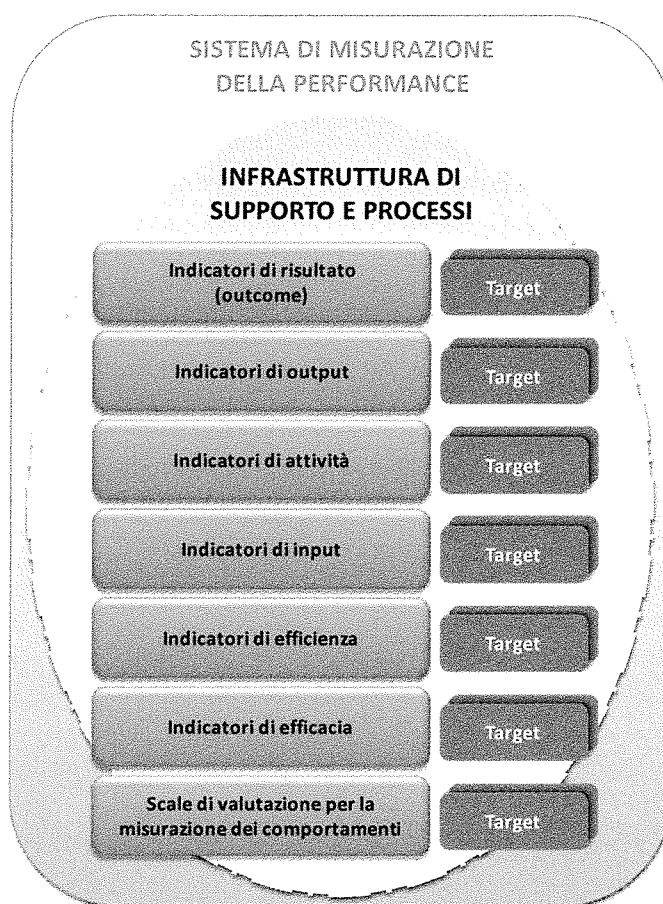 SISTEMA DI MISURAZIONE
DELLA PERFORMANCE
INFRASTRUTTURA DI
SUPPORTO E PROCESSI
Indicatori di risultato
(outcome)
Target
Indicatori di output
Target
Indicatori di attività
Target
Indicatori di input
Target
Indicatori di efficienza
Target
Indicatori di efficacia
Target
Scale di valutazione per la
misurazione dei comportamenti
Target